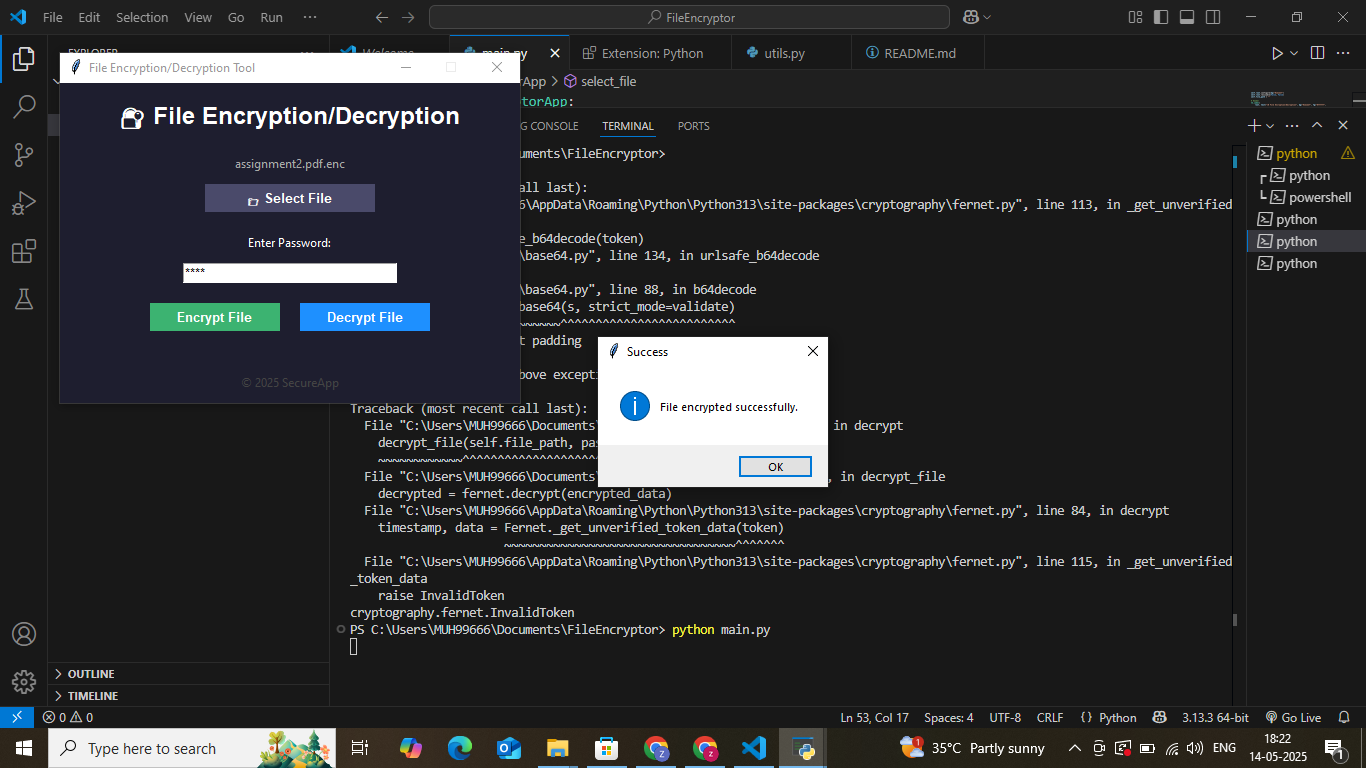 File Edit Selection View Go Run ···
FileEncryptor
EXPLORER
Welcome
main.py
Extension: Python
utils.py
README.md
orApp > select_file
torApp:
G CONSOLE
TERMINAL
PORTS
File Encryption/Decryption Tool
File Encryption/Decryption
assignment2.pdf.enc
Select File
Enter Password:
****
Encrypt File
Decrypt File
© 2025 SecureApp
uments\FileEncryptor>
all last):
6\AppData\Roaming\Python\Python313\site-packages\cryptography\fernet.py", line 113, in _get_unverified
e_b64decode(token)
\base64.py", line 134, in urlsafe_b64decode
\base64.py", line 88, in b64decode
base64(s, strict_mode=validate)
~~~~~~^^^^^^^^^^^^^^^^^^^^^^^^^
t padding
bove excepti
Traceback (most recent call last):
File "C:\Users\MUH99666\Documents\
in decrypt
decrypt_file(self.file_path, pas
~~~~~~~~~~~~^^^^^^^^^^^^^^^^^^^^
File "C:\Users\MUH99666\Documents\
, in decrypt_file
decrypted = fernet.decrypt(encrypted_data)
File "C:\Users\MUH99666\AppData\Roaming\Python\Python313\site-packages\cryptography\fernet.py", line 84, in decrypt
timestamp, data = Fernet._get_unverified_token_data(token)
~~~~~~~~~~~~~~~~~~~~~~~~~~~~~~~~~^^^^^^^
File "C:\Users\MUH99666\AppData\Roaming\Python\Python313\site-packages\cryptography\fernet.py", line 115, in _get_unverified
_token_data
raise InvalidToken
cryptography.fernet.InvalidToken
PS C:\Users\MUH99666\Documents\FileEncryptor> python main.py
Success
File encrypted successfully.
OK
python
python
powershell
python
python
python
OUTLINE
TIMELINE
0 0
Ln 53, Col 17
Spaces: 4
UTF-8
CRLF
{ } Python
3.13.3 64-bit
Go Live
Type here to search
1
35°C Partly sunny
ENG
18:22
14-05-2025
1